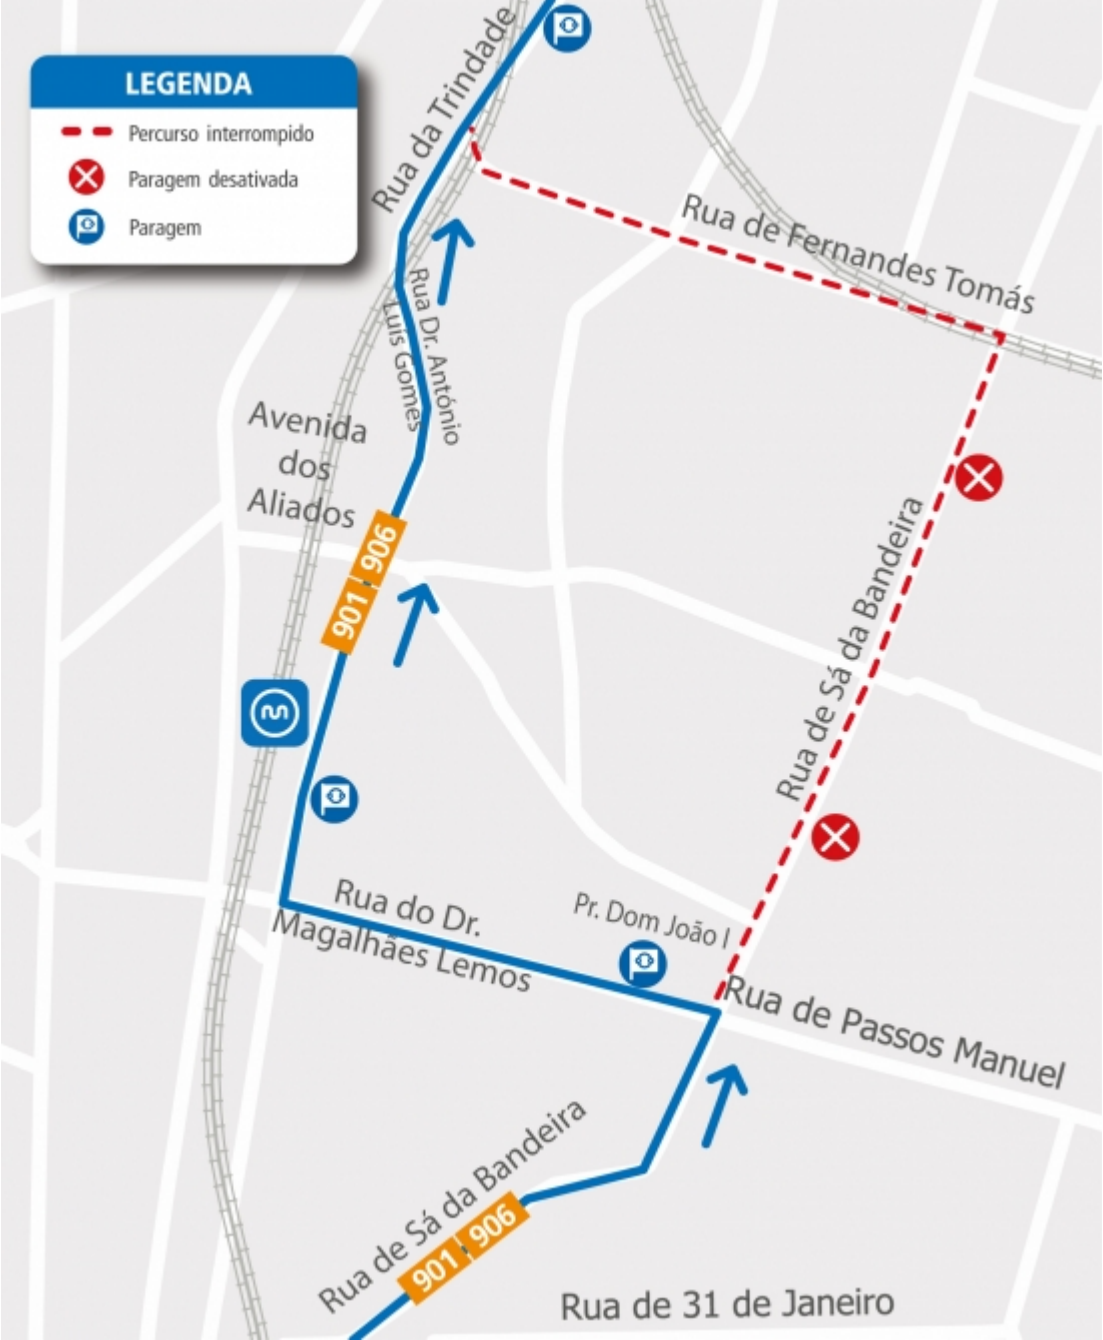 LEGENDA
Percurso interrompido
Paragem desativada
Paragem
Rua da Trindade
Rua de Fernandes Tomás
Rua Dr. António
Luís Gomes
Avenida
dos
Aliados
901 906
Rua de Sá da Bandeira
Rua do Dr.
Magalhães Lemos
Pr. Dom João I
Rua de Passos Manuel
Rua de Sá da Bandeira
901 906
Rua de 31 de Janeiro